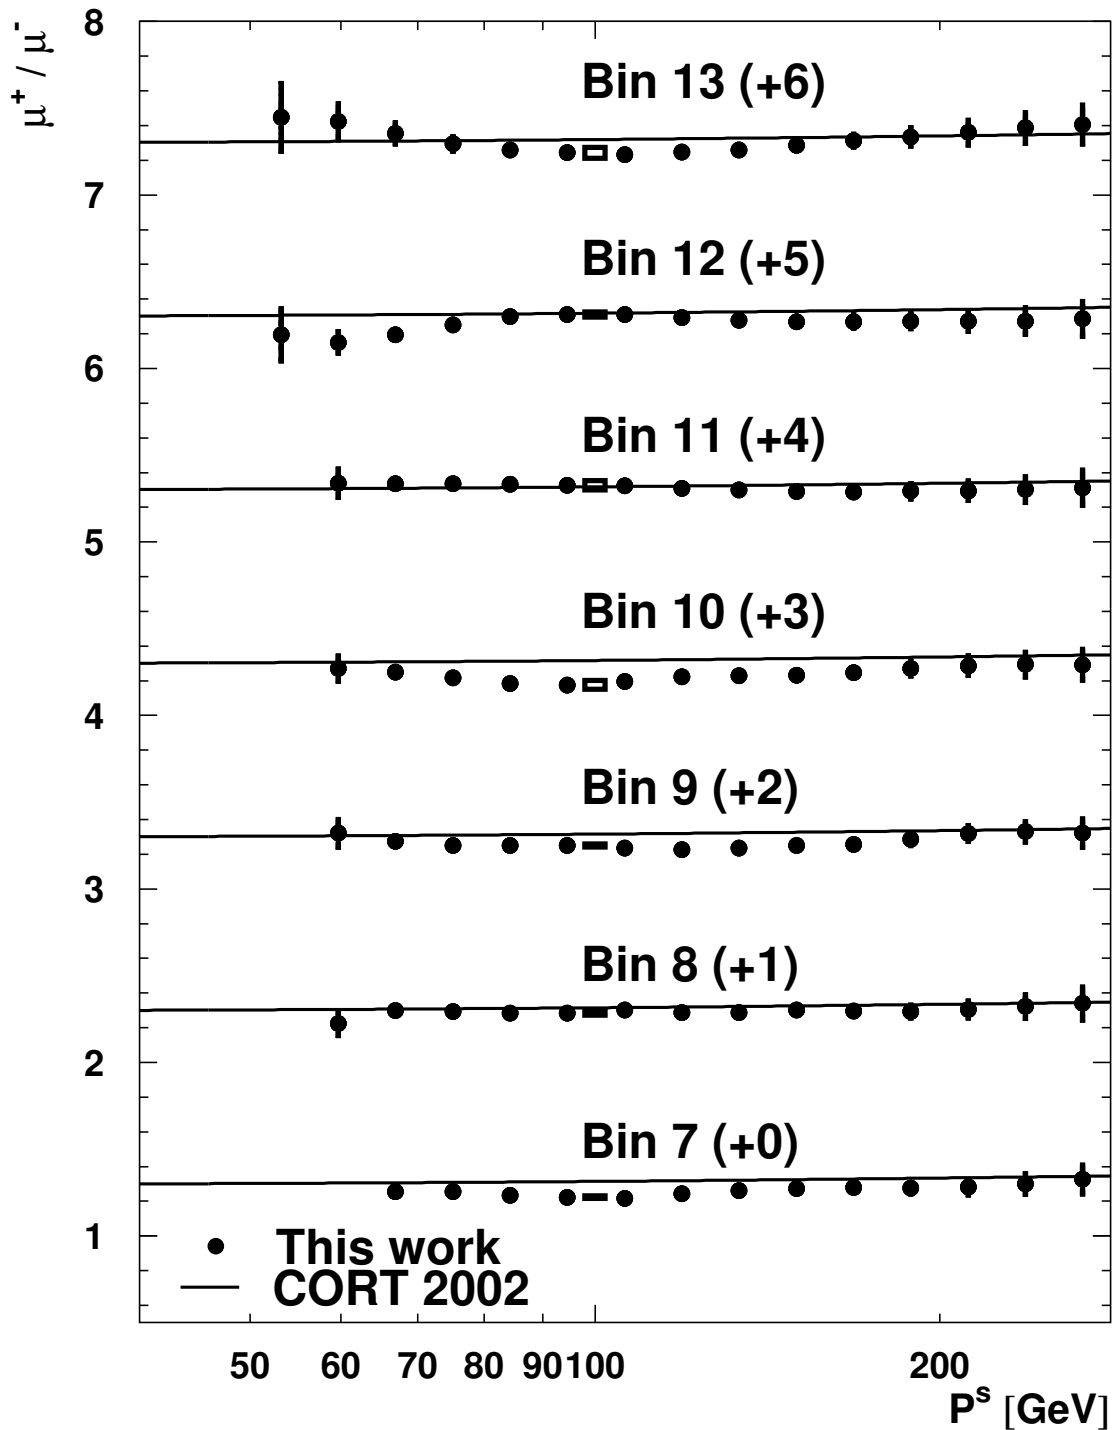 μ+ / μ-
8
7
6
5
4
3
2
1
Bin 13 (+6)
Bin 12 (+5)
Bin 11 (+4)
Bin 10 (+3)
Bin 9 (+2)
Bin 8 (+1)
Bin 7 (+0)
This work
CORT 2002
50 60 70 80 90 100 200
Ps [GeV]